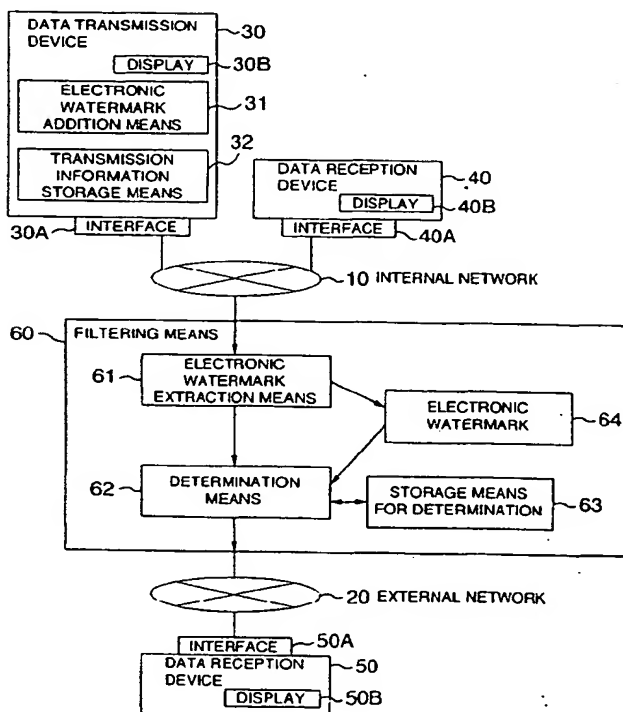 DATA TRANSMISSION
DEVICE
30
DISPLAY
30B
ELECTRONIC
WATERMARK
ADDITION MEANS
31
32
TRANSMISSION
INFORMATION
STORAGE MEANS
30A
INTERFACE
DATA RECEPTION
DEVICE
40
DISPLAY
40B
INTERFACE
40A
10 INTERNAL NETWORK
60
FILTERING MEANS
61
ELECTRONIC
WATERMARK
EXTRACTION MEANS
ELECTRONIC
WATERMARK
64
62
DETERMINATION
MEANS
STORAGE MEANS
FOR DETERMINATION
63
20 EXTERNAL NETWORK
INTERFACE
50A
DATA RECEPTION
DEVICE
50
DISPLAY
50B